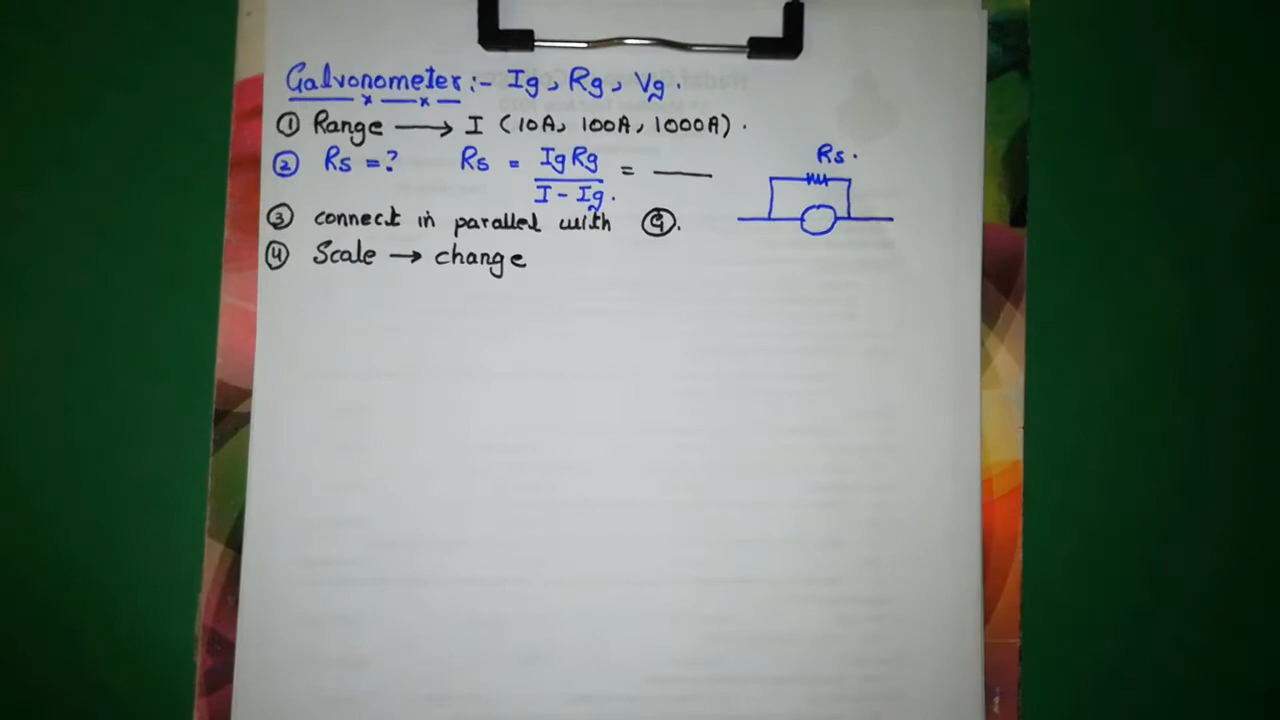 Galvonometer :- Ig, Rg, Vg.
① Range → I (10A, 100A, 1000A).
② Rs = ? Rs = IgRg / I - Ig. = ___
Rs.
③ connect in parallel with Ⓖ.
④ Scale → change